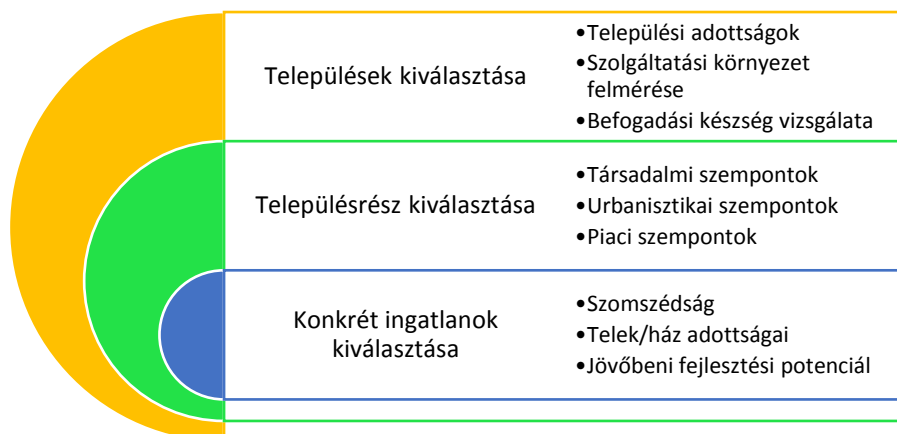 Települések kiválasztása
•Települési adottságok
•Szolgáltatási környezet
felmérése
•Befogadási készség vizsgálata
Településrész kiválasztása
•Társadalmi szempontok
•Urbanisztikai szempontok
•Piaci szempontok
Konkrét ingatlanok
kiválasztása
•Szomszédság
•Telek/ház adottságai
•Jövőbeni fejlesztési potenciál